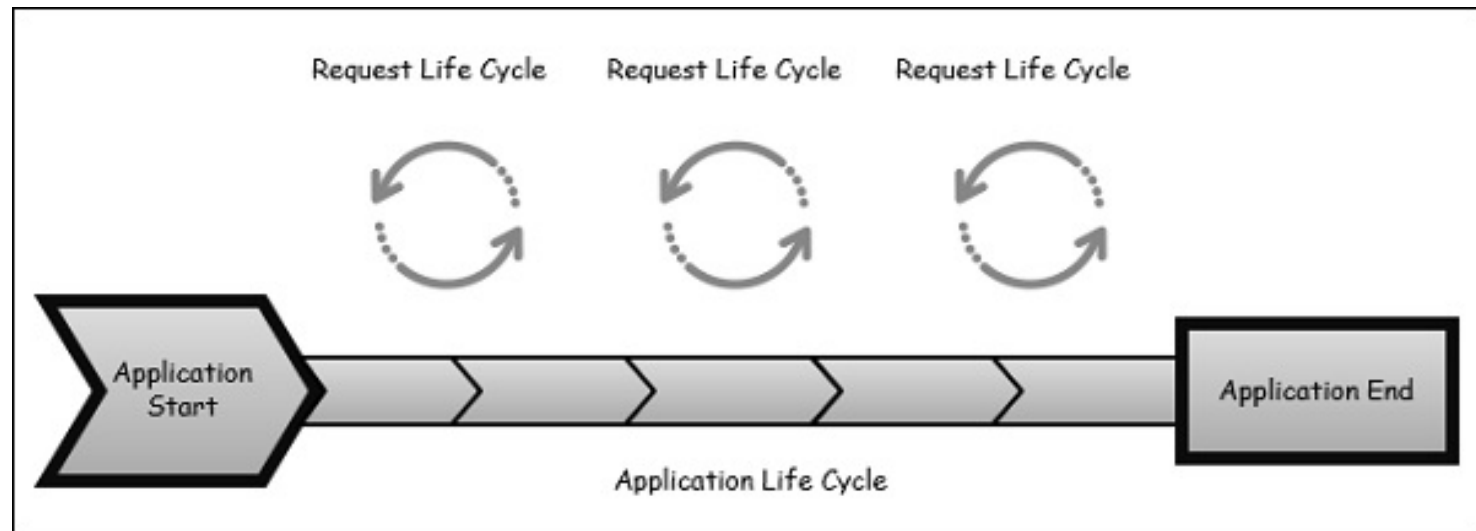 Request Life Cycle
Request Life Cycle
Request Life Cycle
Application
Start
Application End
Application Life Cycle